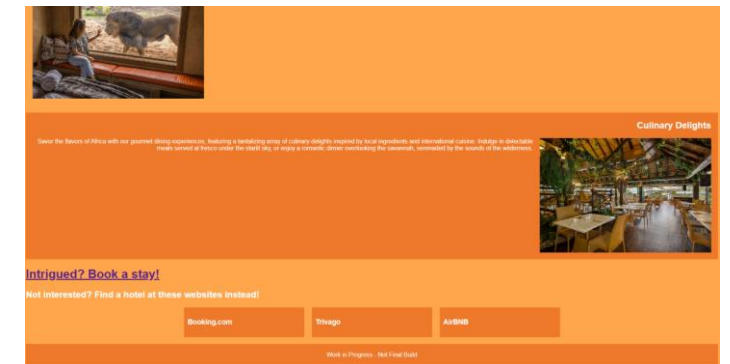 Culinary Delights
Savor the flavors of Africa with our gourmet dining experiences, featuring a tantalizing array of culinary delights inspired by local ingredients and international cuisine. Indulge in delectable
meals served al fresco under the starlit sky, or enjoy a romantic dinner overlooking the savannah, serenaded by the sounds of the wilderness.
Intrigued? Book a stay!
Not interested? Find a hotel at these websites instead!
Booking.com
Trivago
AirBNB
Work in Progress - Not Final Build